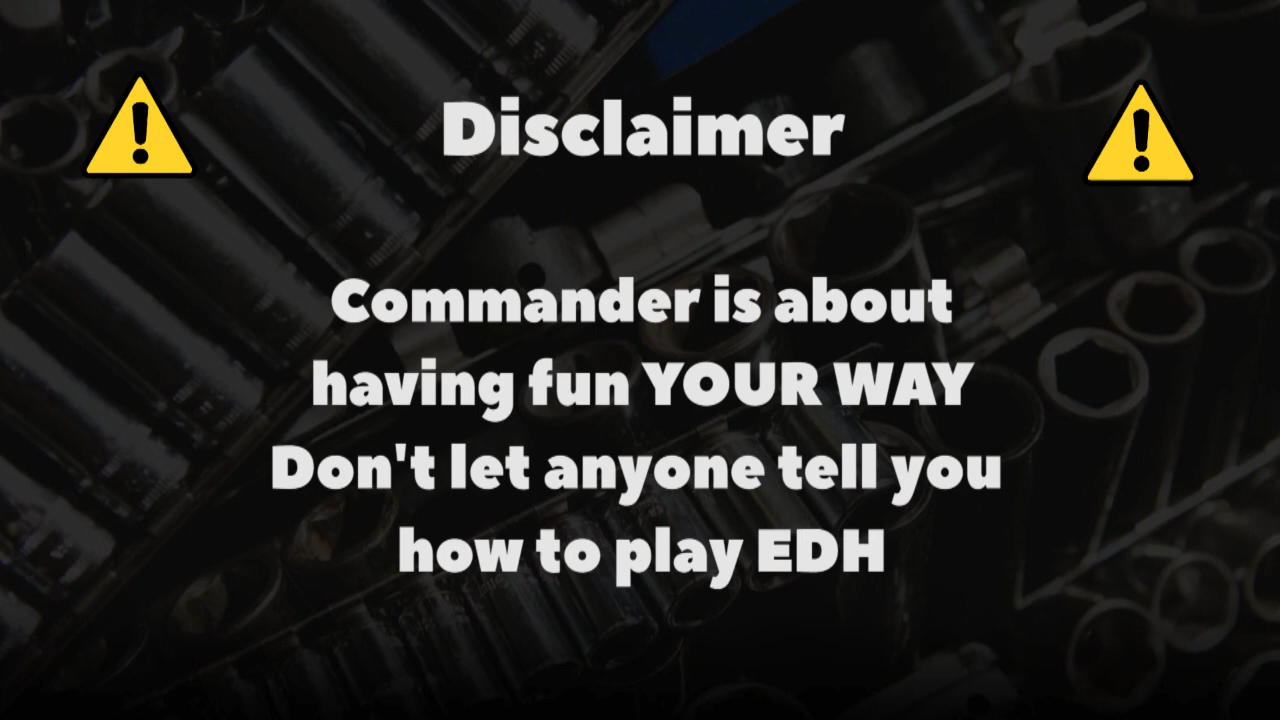 Disclaimer
Commander is about
having fun YOUR WAY
Don't let anyone tell you
how to play EDH